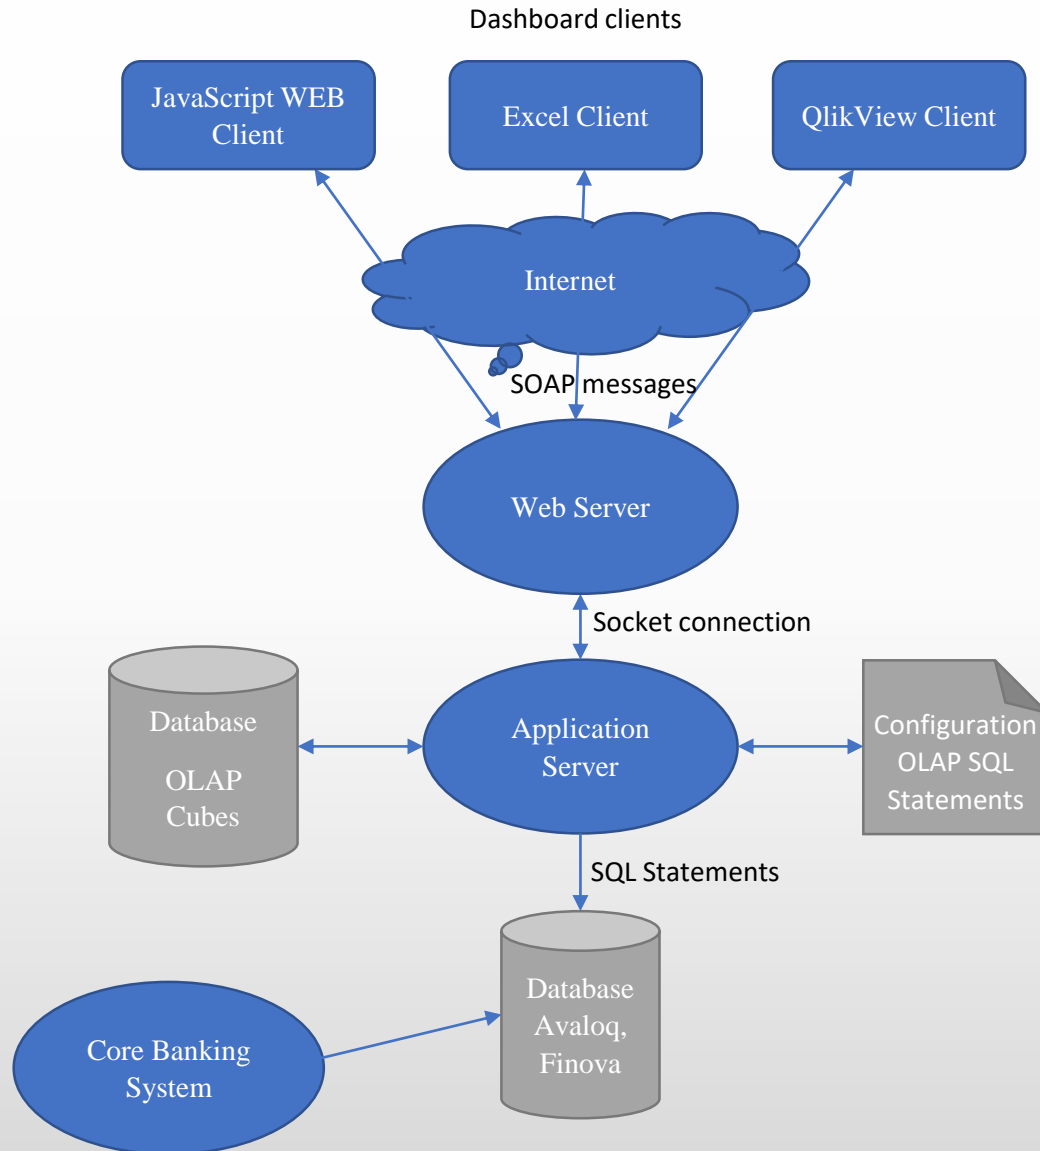 Dashboard clients
JavaScript WEB
Client
Excel Client
QlikView Client
Internet
SOAP messages
Web Server
Socket connection
Database
OLAP
Cubes
Application
Server
Configuration
OLAP SQL
Statements
SQL Statements
Database
Avaloq,
Finova
Core Banking
System